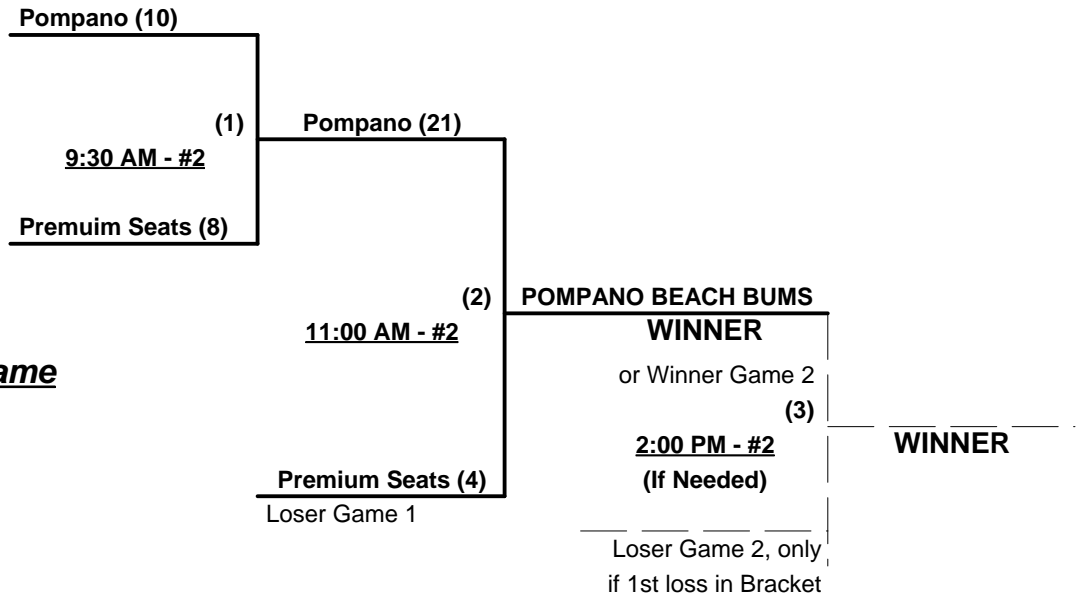 Pompano (10)
(1)
Pompano (21)
9:30 AM - #2
Premuim Seats (8)
(2)
POMPANO BEACH BUMS
11:00 AM - #2
WINNER
ame
or Winner Game 2
(3)
2:00 PM - #2
WINNER
Premium Seats (4)
(If Needed)
Loser Game 1
Loser Game 2, only
if 1st loss in Bracket